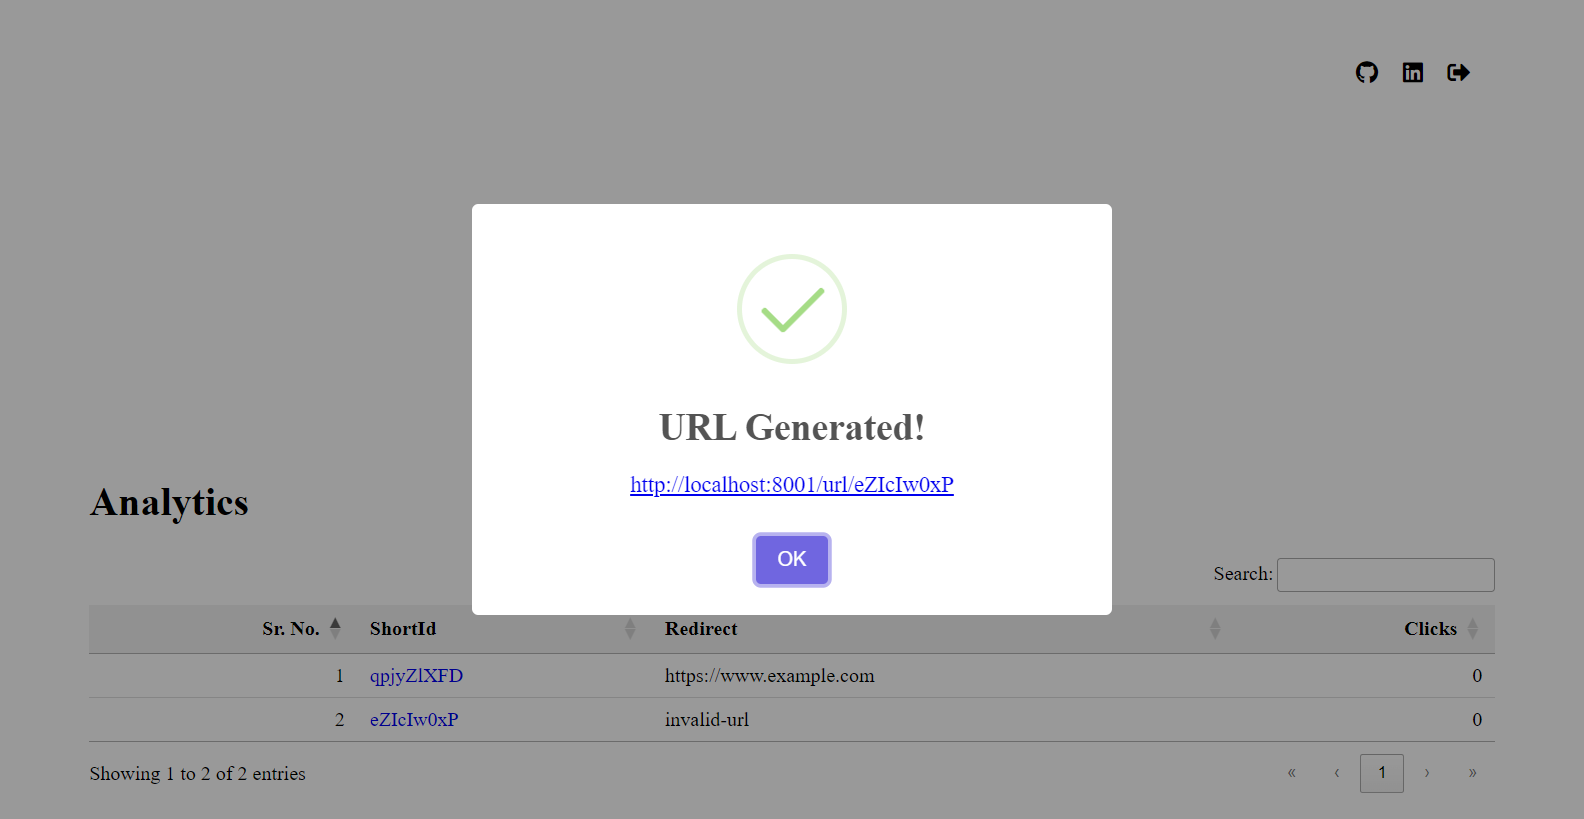 URL Generated!
http://localhost:8001/url/eZIcIw0xP
OK
Analytics
Search:
Sr. No. ShortId Redirect Clicks
1 qpjyZlXFD https://www.example.com 0
2 eZIcIw0xP invalid-url 0
Showing 1 to 2 of 2 entries
« ‹ 1 › »